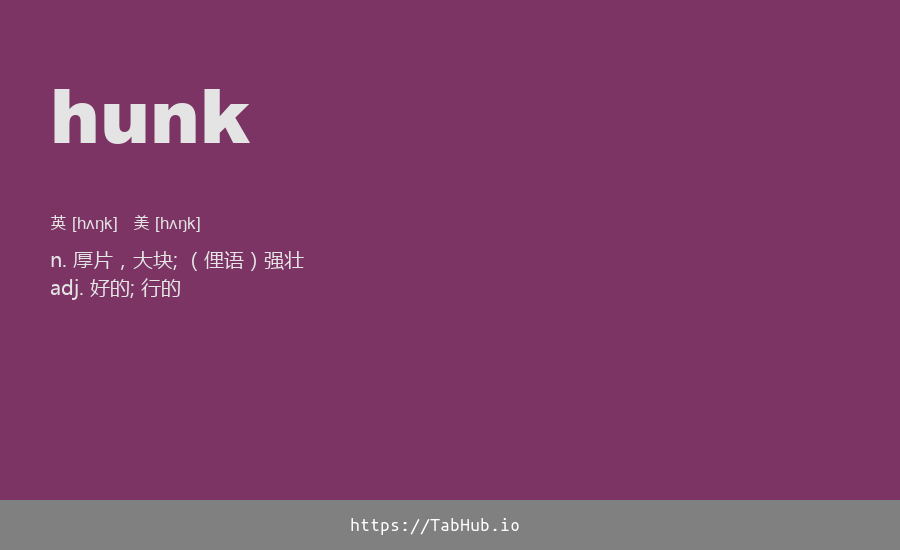 hunk
英 [hʌŋk] 美 [hʌŋk]
n. 厚片，大块; （俚语）强壮
adj. 好的; 行的
https://TabHub.io